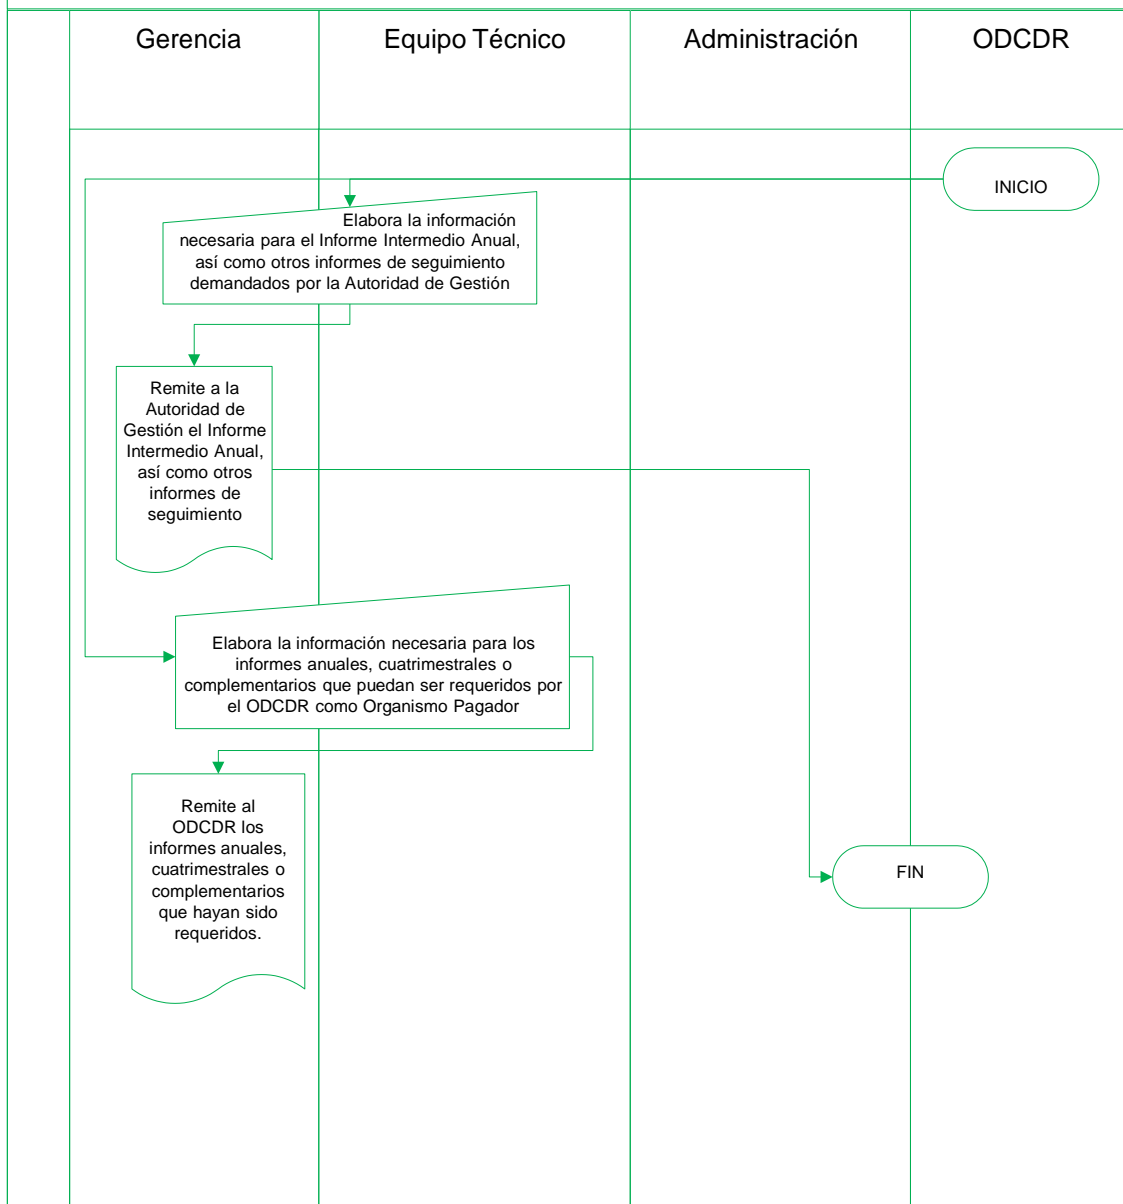 Gerencia
Equipo Técnico
Administración
ODCDR
INICIO
Elabora la información
necesaria para el Informe Intermedio Anual,
así como otros informes de seguimiento
demandados por la Autoridad de Gestión
Remite a la
Autoridad de
Gestión el Informe
Intermedio Anual,
así como otros
informes de
seguimiento
Elabora la información necesaria para los
informes anuales, cuatrimestrales o
complementarios que puedan ser requeridos por
el ODCDR como Organismo Pagador
Remite al
ODCDR los
informes anuales,
cuatrimestrales o
complementarios
que hayan sido
requeridos.
FIN